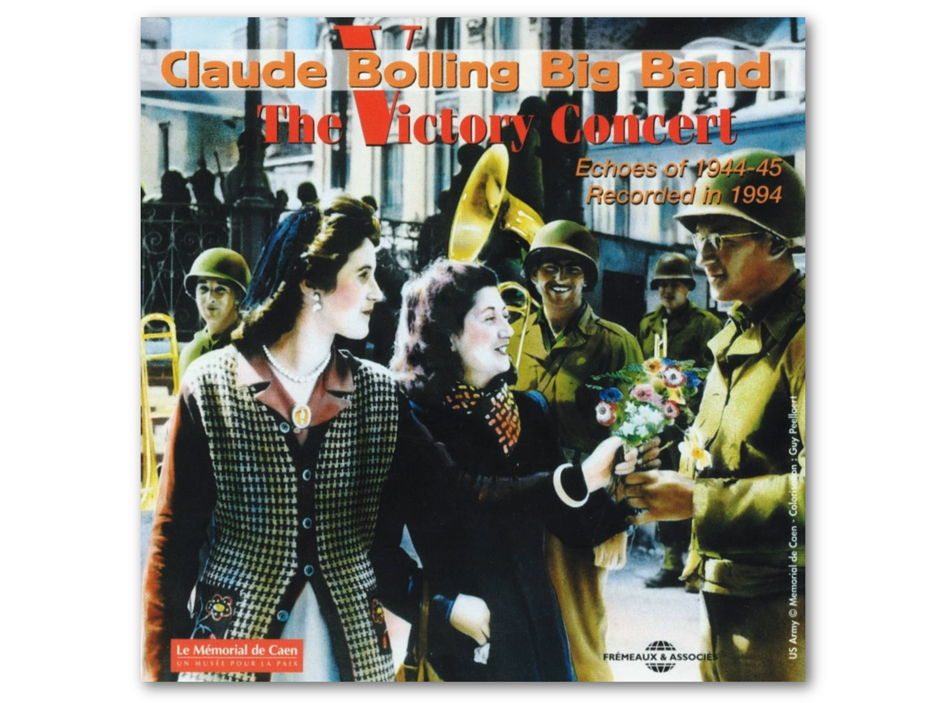 Claude Bolling Big Band
The Victory Concert
Echoes of 1944-45
Recorded in 1994
US Army © Memorial de Caen - Colorisation : Guy Peellaert
Le Mémorial de Caen
UN MUSÉE POUR LA PAIX
FRÉMEAUX & ASSOCIÉS